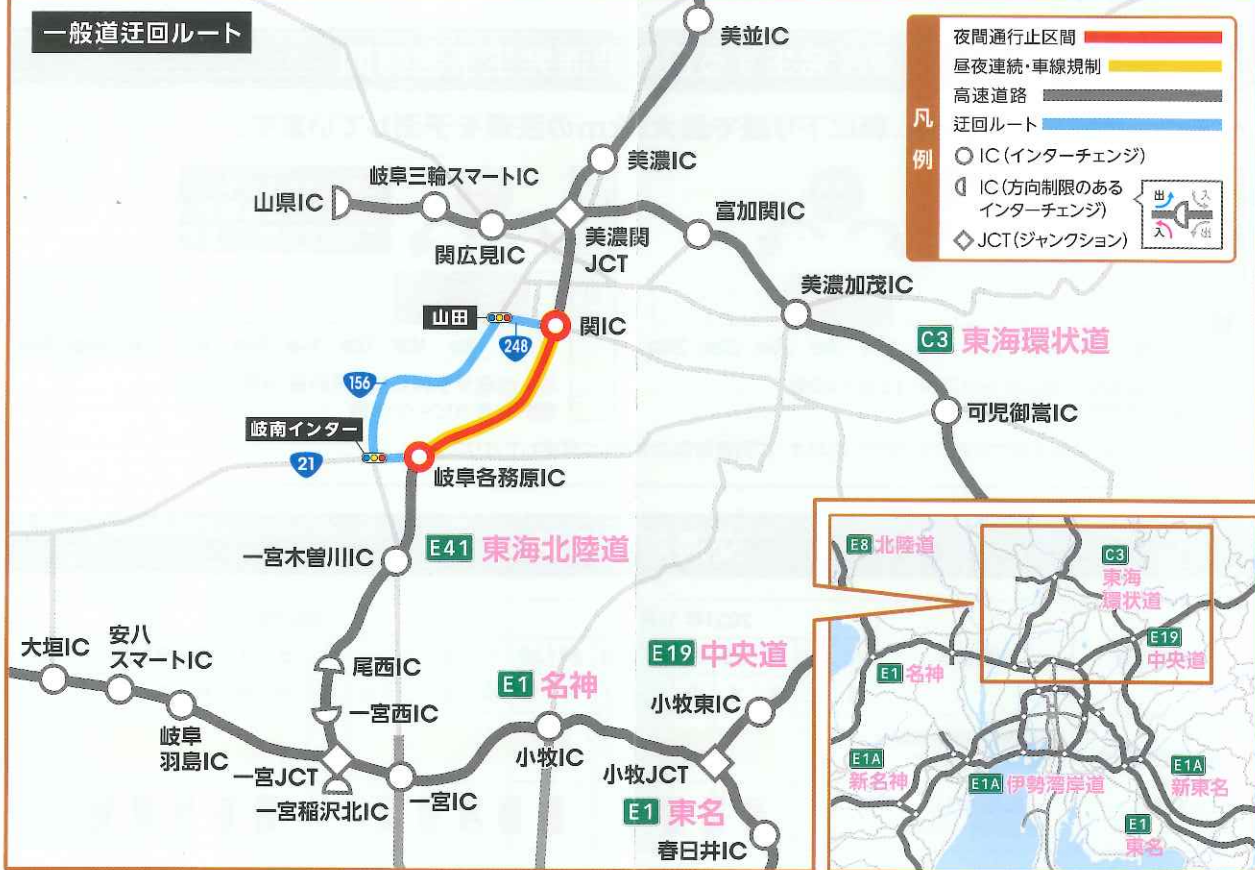 一般道迂回ルート
美並IC
夜間通行止区間
昼夜連続・車線規制
高速道路
迂回ルート
凡例
IC(インターチェンジ)
IC(方向制限のある
インターチェンジ)
JCT(ジャンクション)
出
入
入
出
美濃IC
岐阜三輪スマートIC
山県IC
関広見IC
美濃関
JCT
富加関IC
美濃加茂IC
山田
248
関IC
C3 東海環状道
156
可児御嵩IC
岐南インター
21
岐阜各務原IC
E41 東海北陸道
一宮木曽川IC
大垣IC
安八
スマートIC
尾西IC
E1 名神
E19 中央道
一宮西IC
小牧東IC
岐阜
羽島IC
一宮JCT
小牧IC
小牧JCT
一宮稲沢北IC
一宮IC
E1 東名
春日井IC
E8 北陸道
C3
東海
環状道
E19
中央道
E1 名神
E1A
新名神
E1A 伊勢湾岸道
E1A
新東名
E1
東名